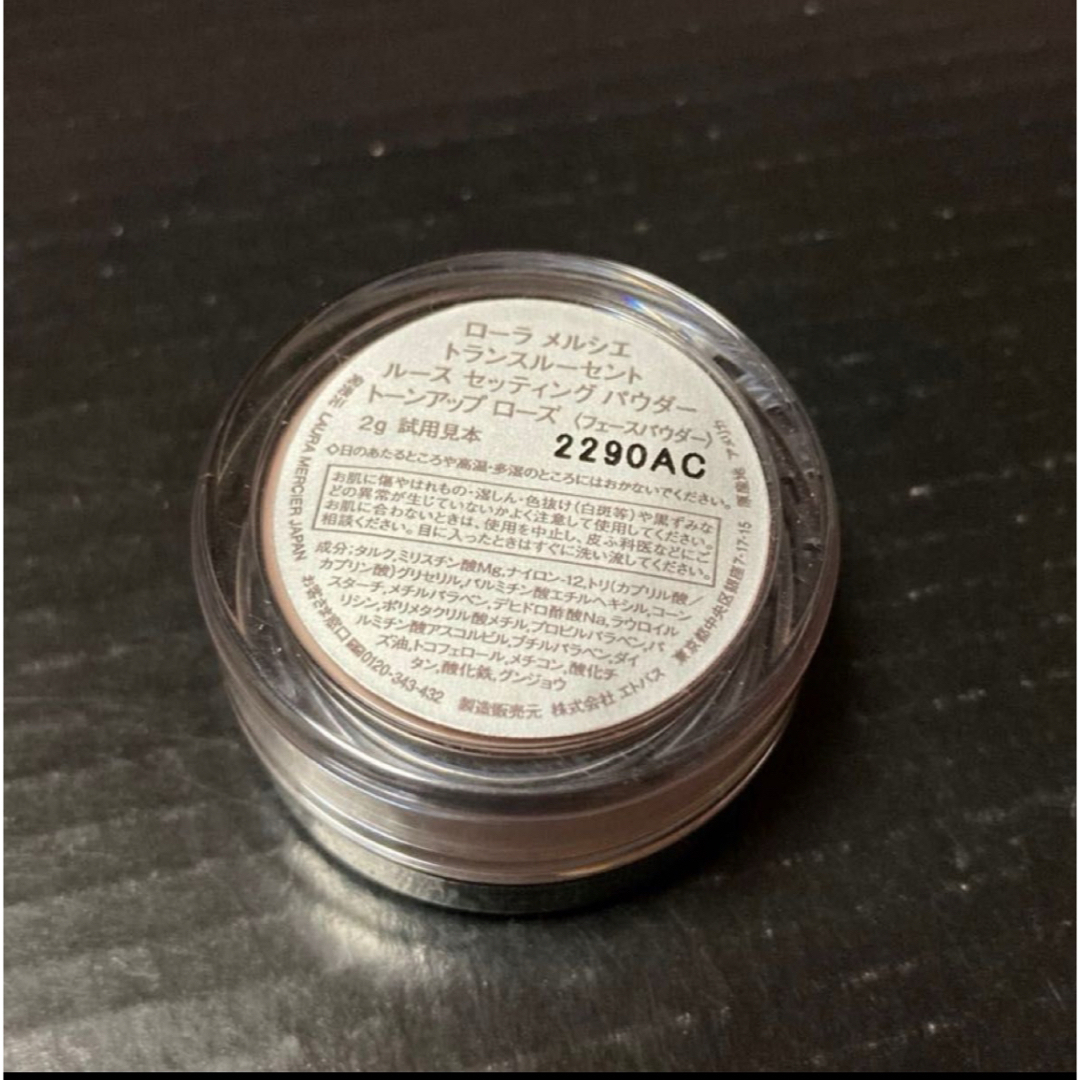 ローラ メルシエ
トランスルーセント
ルース セッティング パウダー
トーンアップ ローズ 〈フェースパウダー〉
2g 試用見本
2290AC
◇日のあたるところや高温・多湿のところにはおかないでください。
お肌に傷やはれもの・湿しん・色抜け(白斑等)や黒ずみな
どの異常が生じていないかよく注意して使用してください。
お肌に合わないときは、使用を中止し、皮ふ科医などにご
相談ください。目に入ったときはすぐに洗い流してください。
成分:タルク,ミリスチン酸Mg,ナイロン-12,トリ(カプリル酸/
カプリン酸)グリセリル,パルミチン酸エチルヘキシル,コーン
スターチ,メチルパラベン,デヒドロ酢酸Na,ラウロイル
リシン,ポリメタクリル酸メチル,プロピルパラベン,パ
ルミチン酸アスコルビル,ブチルパラベン,ダイ
ズ油,トコフェロール,メチコン,酸化チ
タン,酸化鉄,グンジョウ
発売元 LAURA MERCIER JAPAN お客さま窓口 0120-343-432 製造販売元 株式会社 エトバス 東京都中央区銀座7-17-15 原産地 アメリカ